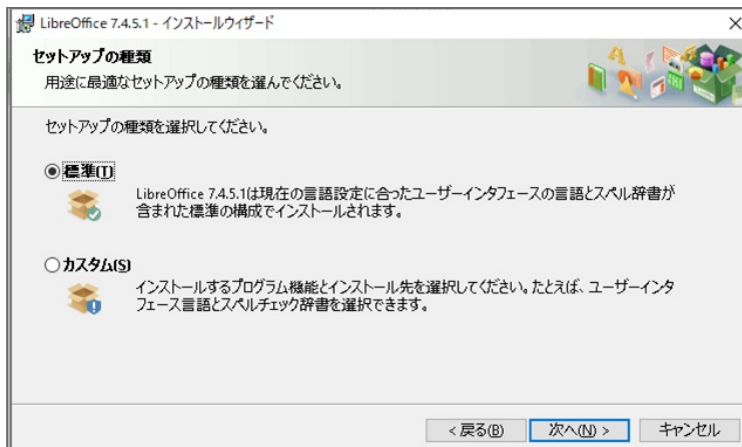 LibreOffice 7.4.5.1 - インストールウィザード
セットアップの種類
用途に最適なセットアップの種類を選んでください。
セットアップの種類を選択してください。
標準(T)
LibreOffice 7.4.5.1は現在の言語設定に合ったユーザーインタフェースの言語とスペル辞書が
含まれた標準の構成でインストールされます。
カスタム(S)
インストールするプログラム機能とインストール先を選択してください。たとえば、ユーザーインタ
フェース言語とスペルチェック辞書を選択できます。
< 戻る(B) 次へ(N) > キャンセル